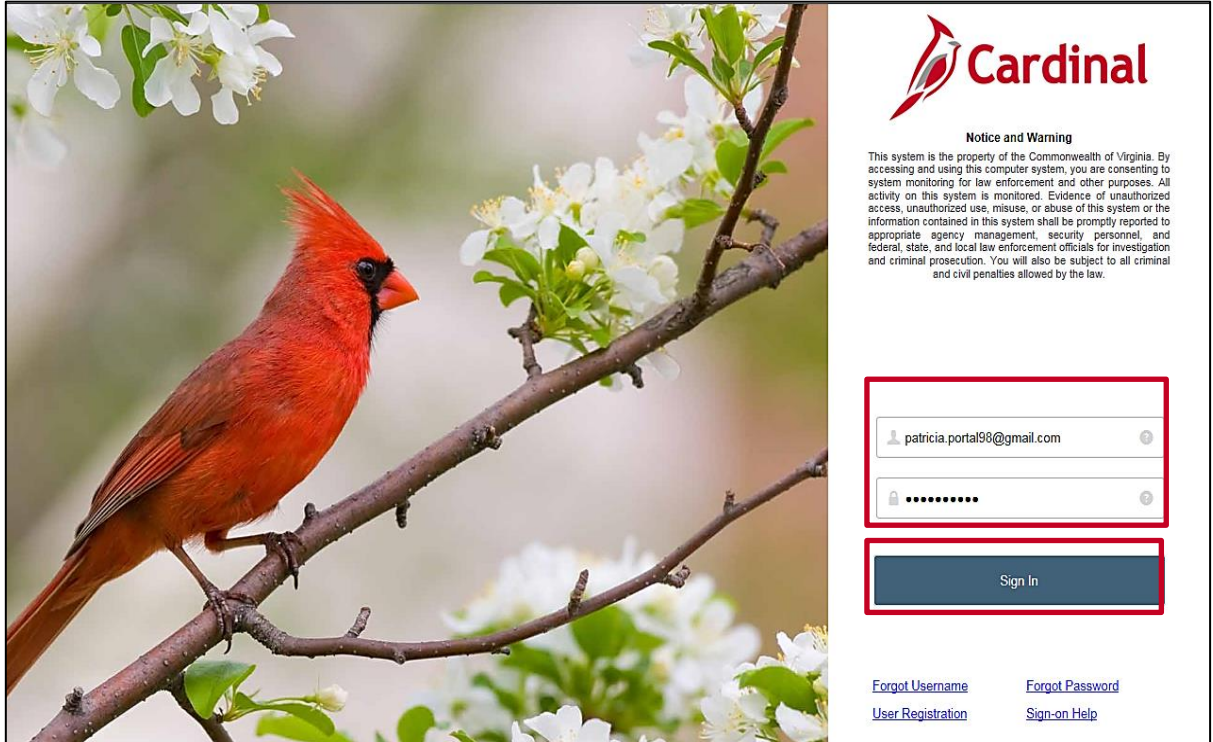 Cardinal
Notice and Warning
This system is the property of the Commonwealth of Virginia. By
accessing and using this computer system, you are consenting to
system monitoring for law enforcement and other purposes. All
activity on this system is monitored. Evidence of unauthorized
access, unauthorized use, misuse, or abuse of this system or the
information contained in this system shall be promptly reported to
appropriate agency management, security personnel, and
federal, state, and local law enforcement officials for investigation
and criminal prosecution. You will also be subject to all criminal
and civil penalties allowed by the law.
patricia.portal98@gmail.com ?
•••••••••• ?
Sign In
Forgot Username Forgot Password
User Registration Sign-on Help